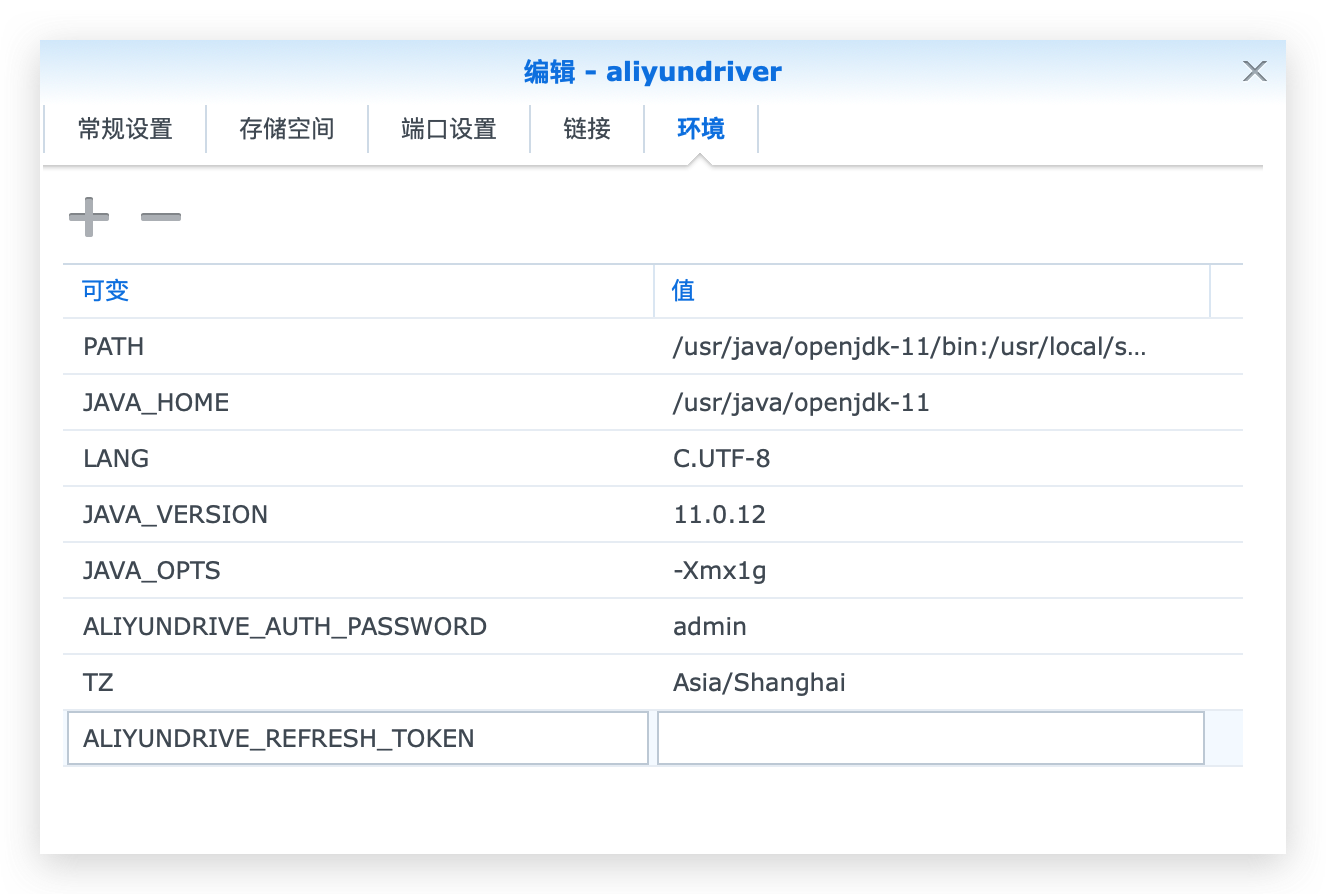 编辑 - aliyundriver
常规设置 存储空间 端口设置 链接 环境
可变 值
PATH /usr/java/openjdk-11/bin:/usr/local/s...
JAVA_HOME /usr/java/openjdk-11
LANG C.UTF-8
JAVA_VERSION 11.0.12
JAVA_OPTS -Xmx1g
ALIYUNDRIVE_AUTH_PASSWORD admin
TZ Asia/Shanghai
ALIYUNDRIVE_REFRESH_TOKEN